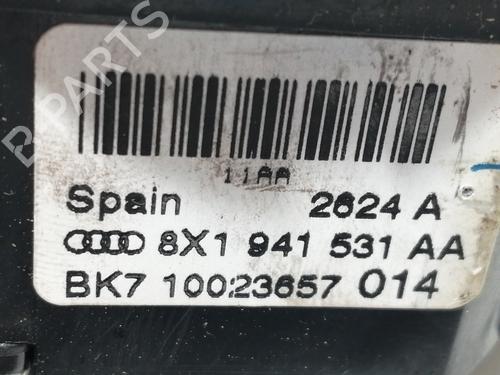 B PARTS
11AA
Spain 2624 A
8X1 941 531 AA
BK7 10023657 014